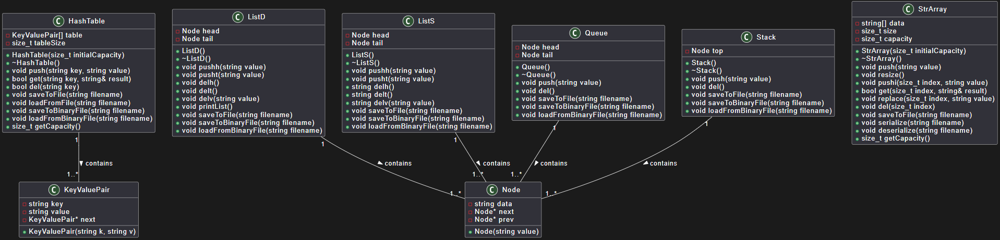 C HashTable
KeyValuePair[] table
size_t tableSize
HashTable(size_t initialCapacity)
~HashTable()
void push(string key, string value)
bool get(string key, string& result)
bool del(string key)
void saveToFile(string filename)
void loadFromFile(string filename)
void saveToBinaryFile(string filename)
void loadFromBinaryFile(string filename)
size_t getCapacity()
C ListD
Node head
Node tail
ListD()
~ListD()
void pushh(string value)
void pusht(string value)
void delh()
void delt()
void delv(string value)
void printList()
void saveToFile(string filename)
void saveToBinaryFile(string filename)
void loadFromBinaryFile(string filename)
C ListS
Node head
Node tail
ListS()
~ListS()
void pushh(string value)
void pusht(string value)
string delh()
string delt()
string delv(string value)
void saveToFile(string filename)
void saveToBinaryFile(string filename)
void loadFromBinaryFile(string filename)
C Queue
Node head
Node tail
Queue()
~Queue()
void push(string value)
void del()
void saveToFile(string filename)
void saveToBinaryFile(string filename)
void loadFromBinaryFile(string filename)
C Stack
Node top
Stack()
~Stack()
void push(string value)
void del()
void saveToFile(string filename)
void saveToBinaryFile(string filename)
void loadFromBinaryFile(string filename)
C StrArray
string[] data
size_t size
size_t capacity
StrArray(size_t initialCapacity)
~StrArray()
void push(string value)
void resize()
void pushi(size_t index, string value)
bool get(size_t index, string& result)
void replace(size_t index, string value)
void del(size_t index)
void saveToFile(string filename)
void serialize(string filename)
void deserialize(string filename)
size_t getCapacity()
1
1
1
1
1
contains
contains
contains
contains
contains
1..*
1..*
1..*
1..*
1..*
C KeyValuePair
string key
string value
KeyValuePair* next
KeyValuePair(string k, string v)
C Node
string data
Node* next
Node* prev
Node(string value)